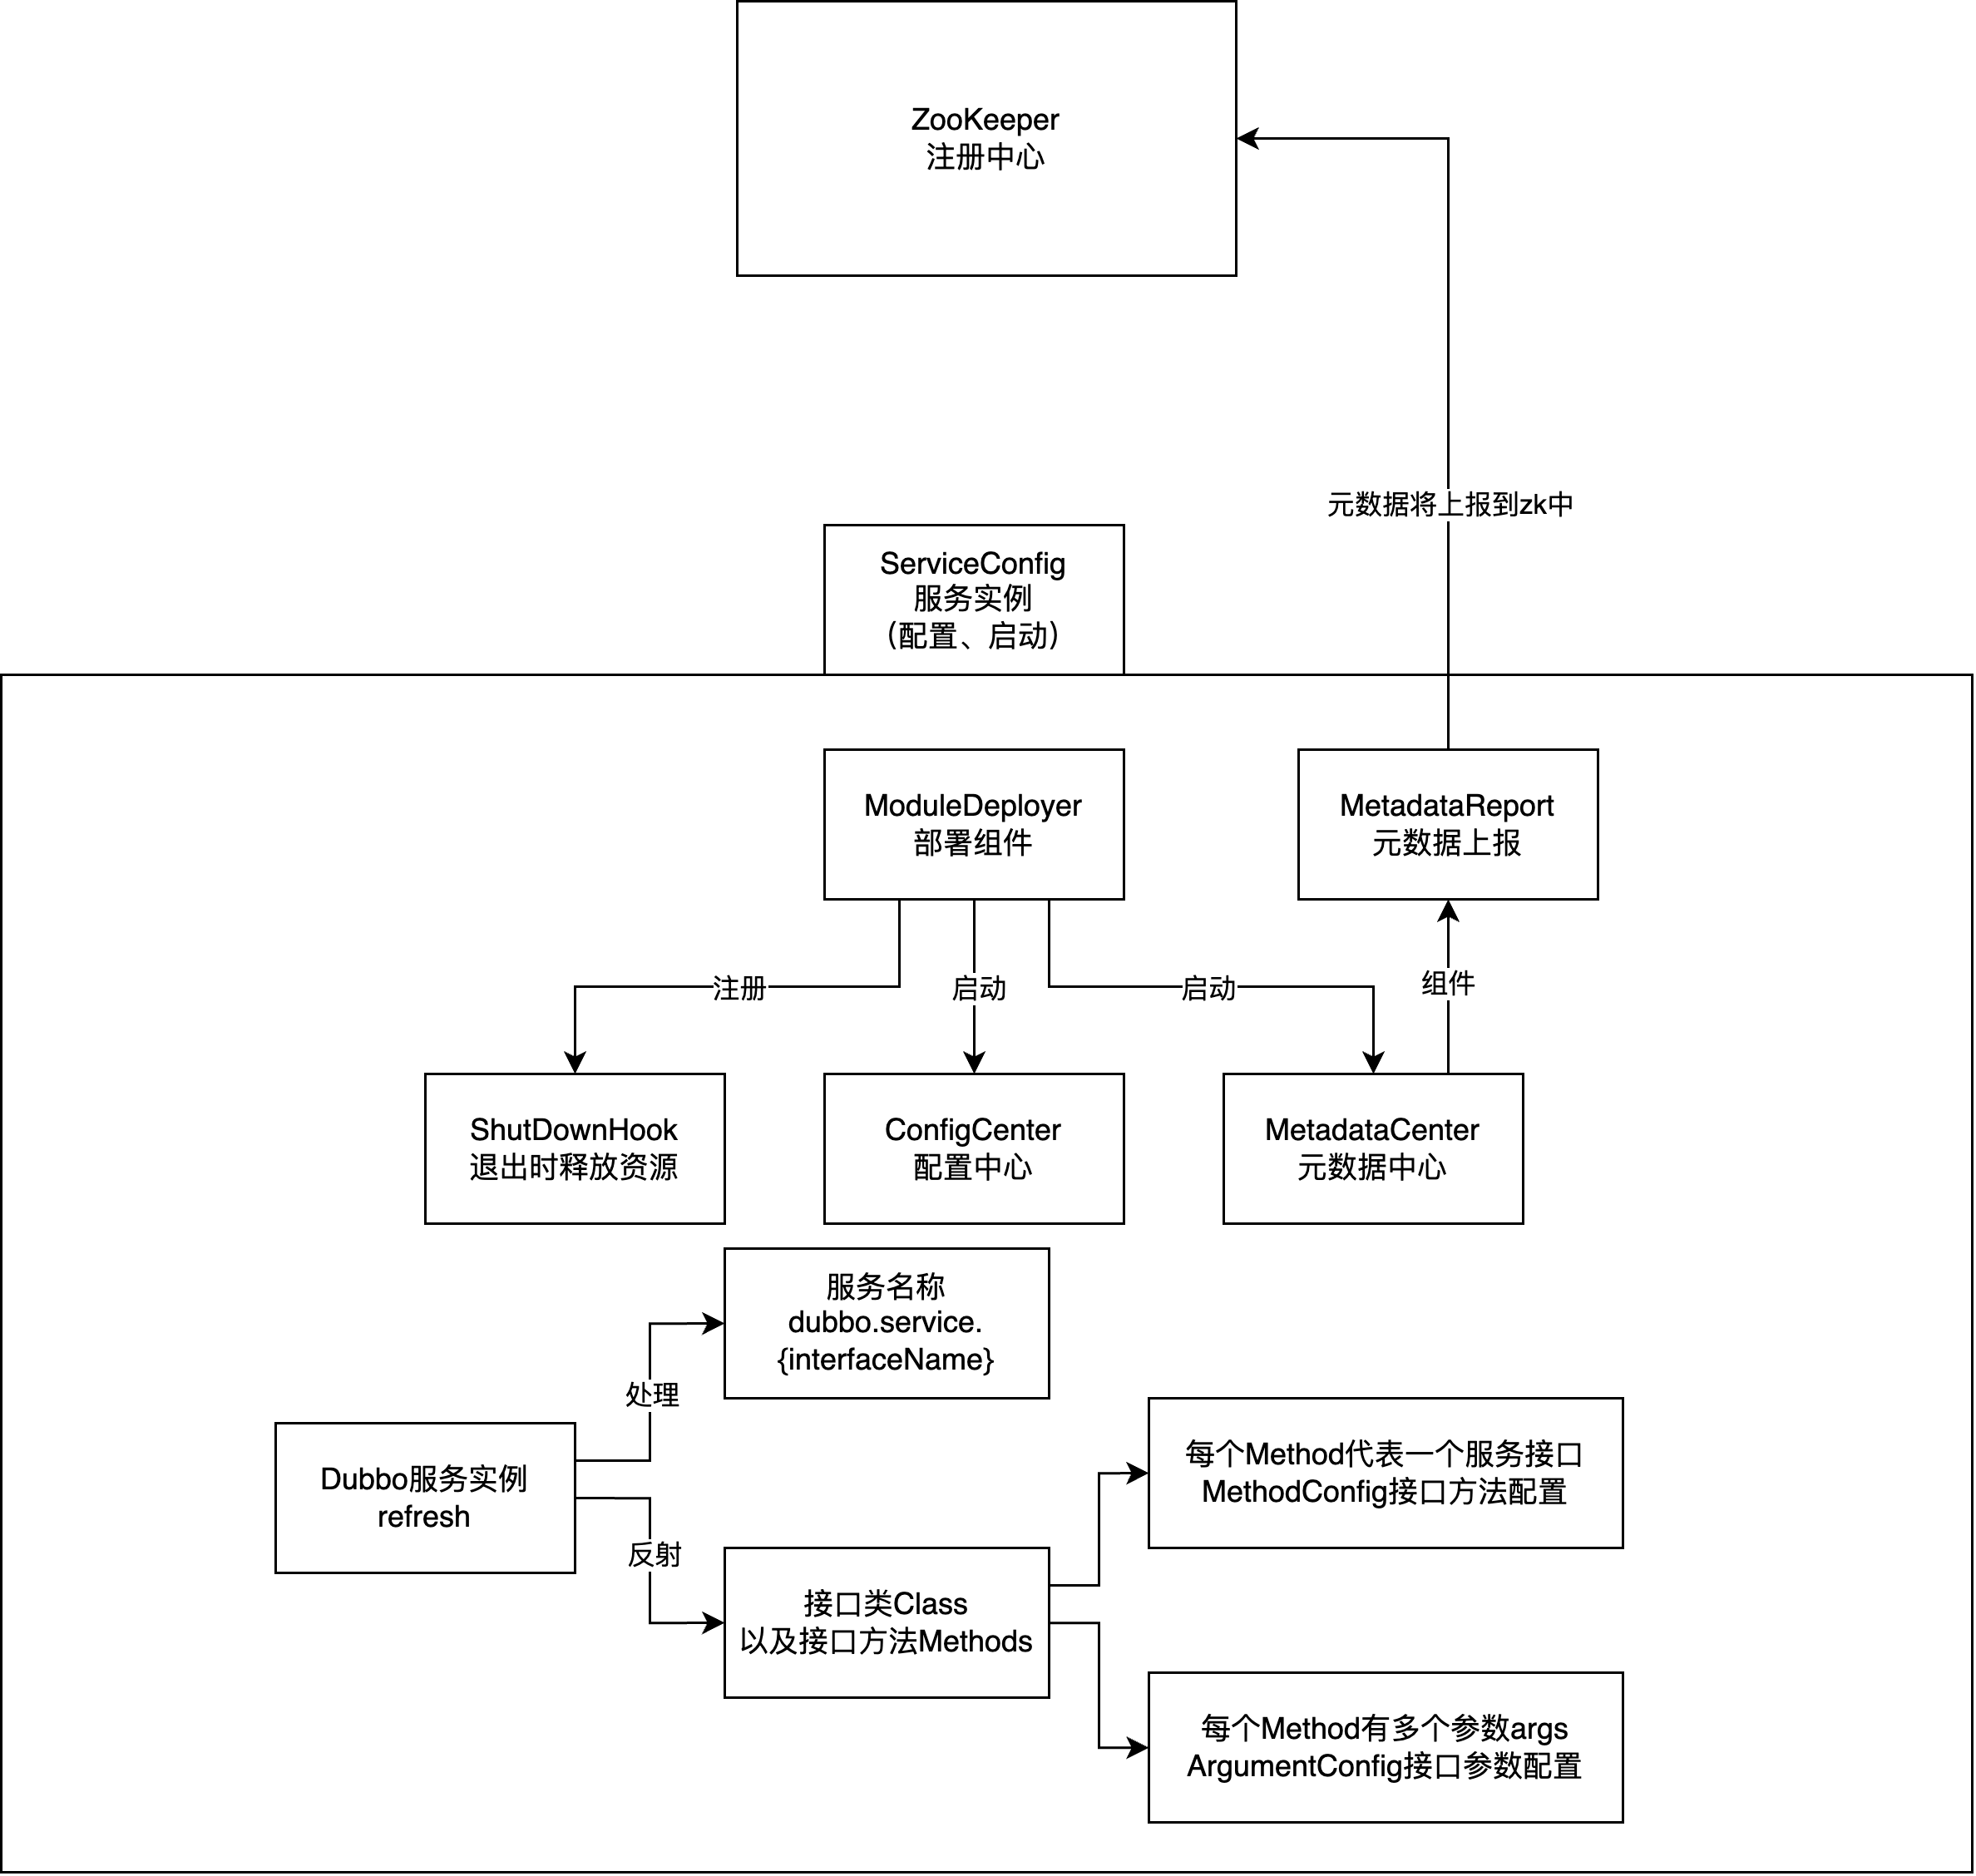 ZooKeeper
注册中心
元数据将上报到zk中
ServiceConfig
服务实例
（配置、启动）
ModuleDeployer
部署组件
MetadataReport
元数据上报
注册
启动
启动
组件
ShutDownHook
退出时释放资源
ConfigCenter
配置中心
MetadataCenter
元数据中心
服务名称
dubbo.service.
{interfaceName}
处理
Dubbo服务实例
refresh
反射
每个Method代表一个服务接口
MethodConfig接口方法配置
接口类Class
以及接口方法Methods
每个Method有多个参数args
ArgumentConfig接口参数配置